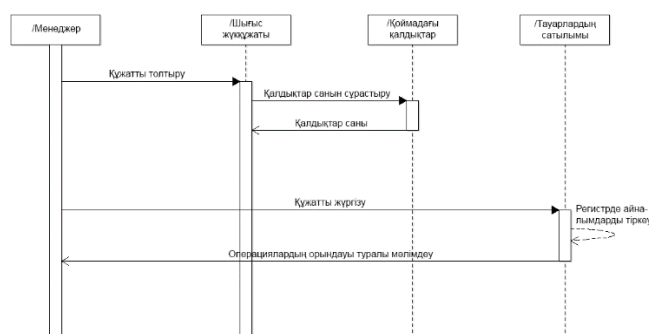 /Менеджер
/Шығыс
жүкқұжаты
/Қоймадағы
қалдықтар
/Тауарлардың
сатылымы
Құжатты толтыру
Қалдықтар санын сұрастыру
Қалдықтар саны
Құжатты жүргізу
Регистрде айна-
лымдарды тіркеу
Операциялардың орындауы туралы мәлімдеу